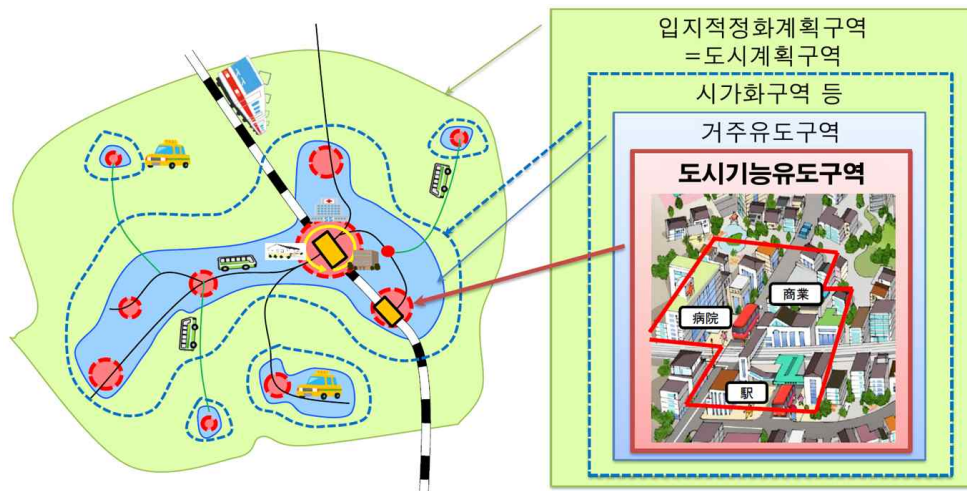 입지적정화계획구역
=도시계획구역
시가화구역 등
거주유도구역
도시기능유도구역
商業
病院
駅